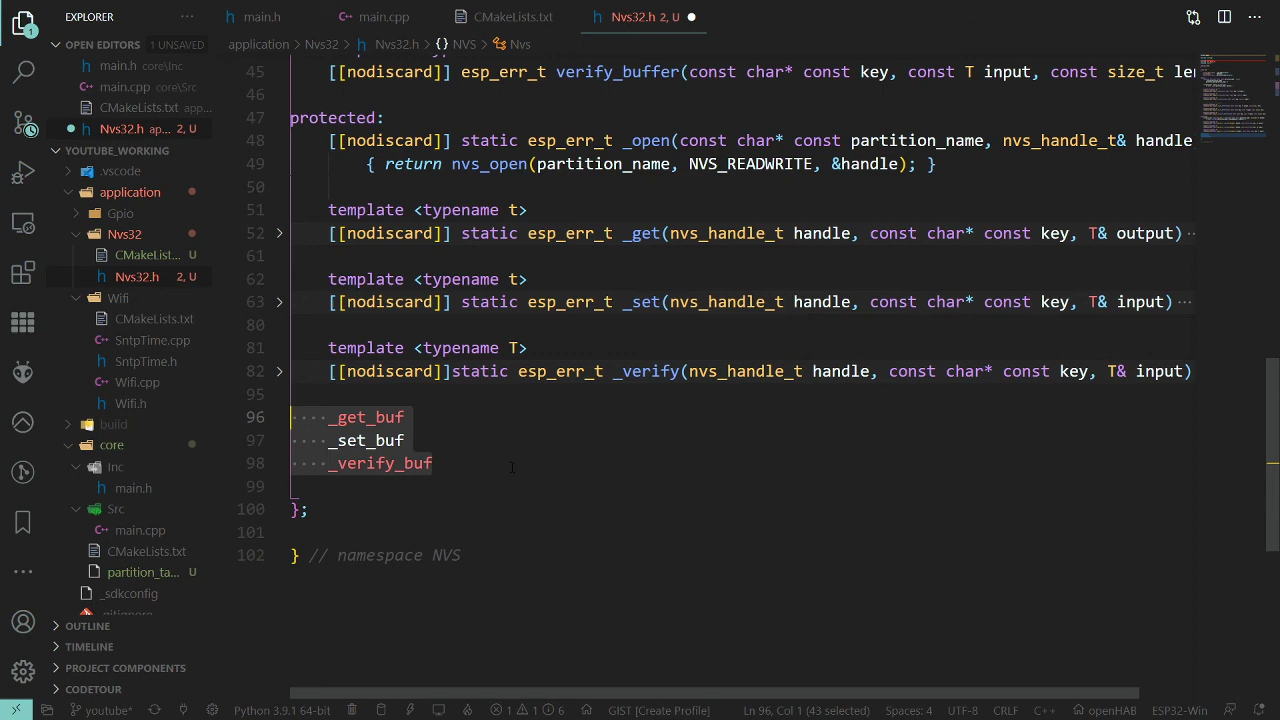 EXPLORER
main.h
main.cpp
CMakeLists.txt
Nvs32.h 2, U
OPEN EDITORS 1 UNSAVED
main.h core\Inc
main.cpp core\Src
CMakeLists.txt app...
Nvs32.h ap... 2, U
YOUTUBE_WORKING
.vscode
application
Gpio
Nvs32
CMakeList... U
Nvs32.h 2, U
Wifi
CMakeLists.txt
SntpTime.cpp
SntpTime.h
Wifi.cpp
Wifi.h
build
core
Inc
main.h
Src
main.cpp
CMakeLists.txt
partition_ta... U
_sdkconfig
.gitignore
OUTLINE
TIMELINE
PROJECT COMPONENTS
CODETOUR
application > Nvs32 > Nvs32.h > {} NVS > Nvs
45 [[nodiscard]] esp_err_t verify_buffer(const char* const key, const T input, const size_t len
46
47 protected:
48 [[nodiscard]] static esp_err_t _open(const char* const partition_name, nvs_handle_t& handle
49 { return nvs_open(partition_name, NVS_READWRITE, &handle); }
50
51 template <typename t>
52 [[nodiscard]] static esp_err_t _get(nvs_handle_t handle, const char* const key, T& output)
61
62 template <typename t>
63 [[nodiscard]] static esp_err_t _set(nvs_handle_t handle, const char* const key, T& input)
80
81 template <typename T>
82 [[nodiscard]]static esp_err_t _verify(nvs_handle_t handle, const char* const key, T& input)
95
96 _get_buf
97 _set_buf
98 _verify_buf
99
100 };
101
102 } // namespace NVS
youtube* Python 3.9.1 64-bit 1 1 6 GIST [Create Profile] Ln 96, Col 1 (43 selected) Spaces: 4 UTF-8 CRLF C++ openHAB ESP32-Win